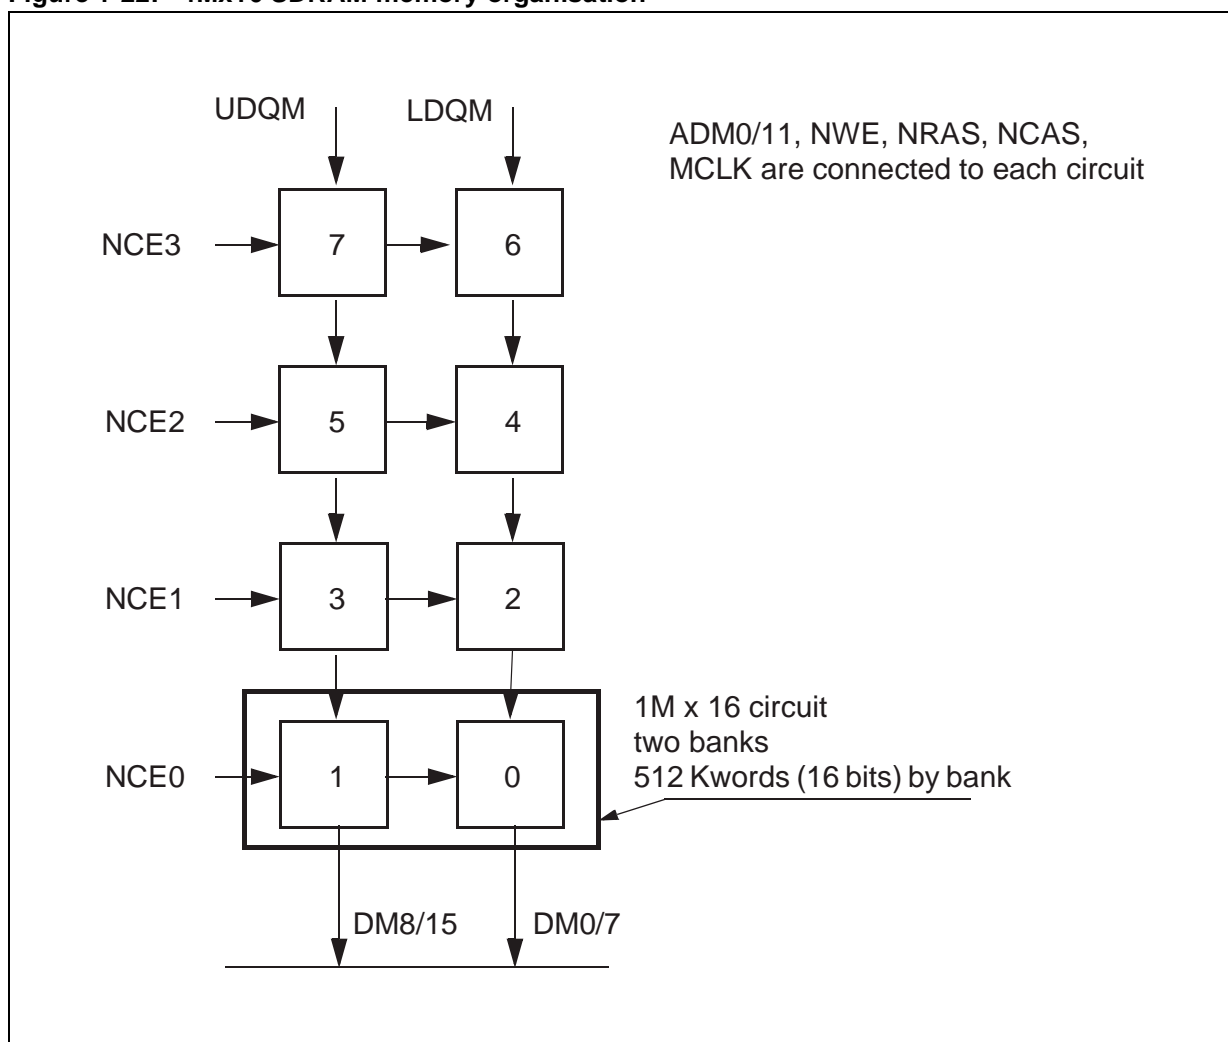 UDQM LDQM
ADM0/11, NWE, NRAS, NCAS,
MCLK are connected to each circuit
NCE3 7 6
NCE2 5 4
NCE1 3 2
1M x 16 circuit
two banks
512 Kwords (16 bits) by bank
NCE0 1 0
DM8/15 DM0/7